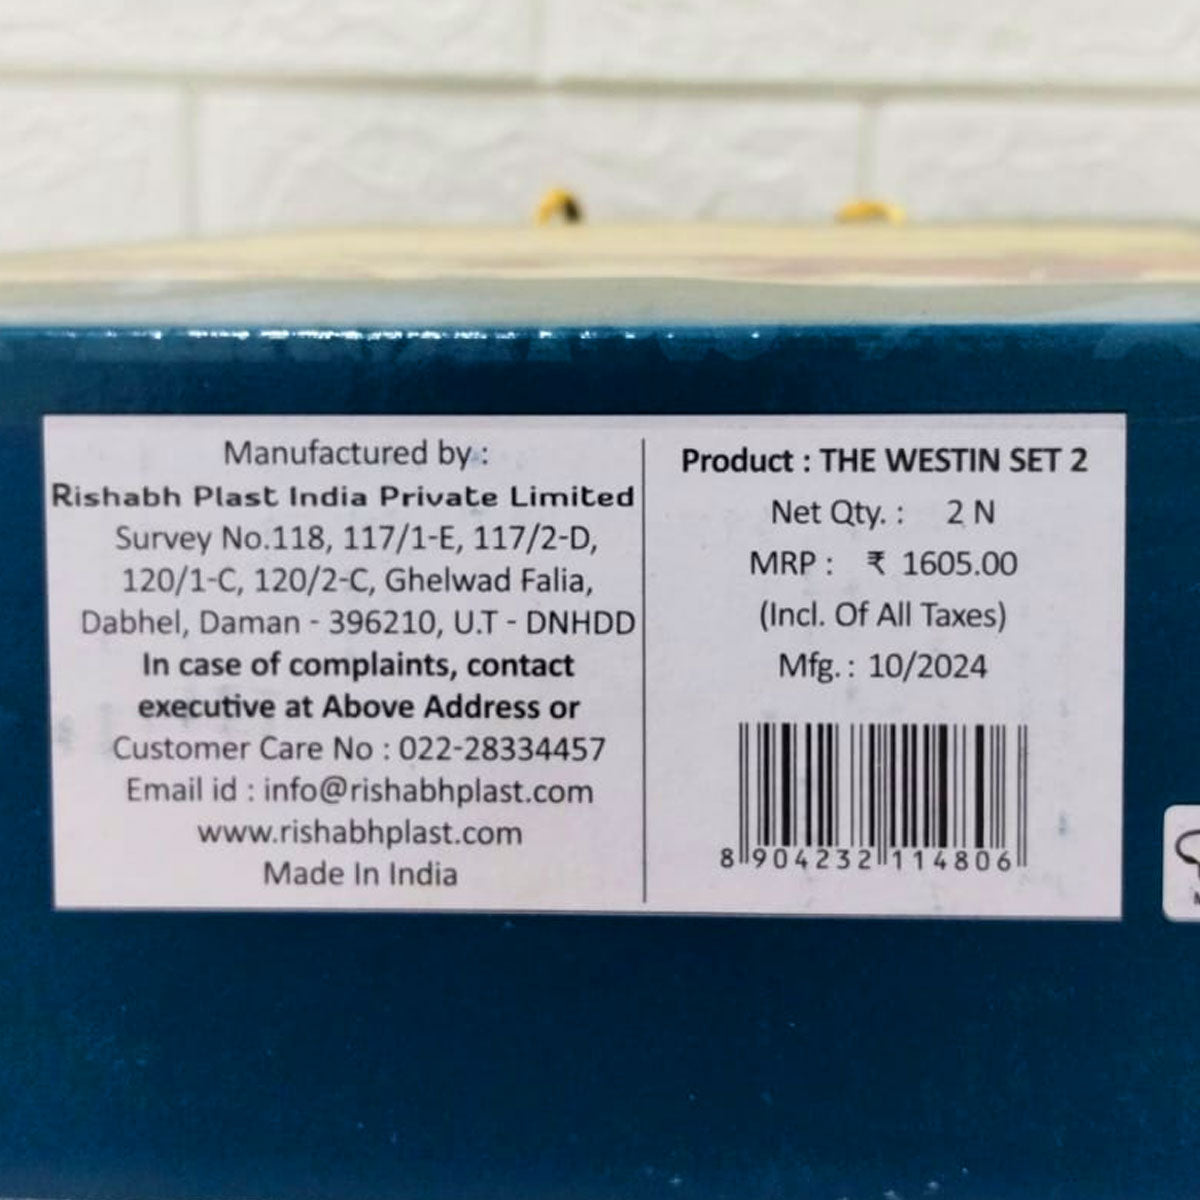 Manufactured by :
Rishabh Plast India Private Limited
Survey No.118, 117/1-E, 117/2-D,
120/1-C, 120/2-C, Ghelwad Falia,
Dabhel, Daman - 396210, U.T - DNHDD
In case of complaints, contact
executive at Above Address or
Customer Care No : 022-28334457
Email id : info@rishabhplast.com
www.rishabhplast.com
Made In India
Product : THE WESTIN SET 2
Net Qty. : 2 N
MRP : ₹ 1605.00
(Incl. Of All Taxes)
Mfg. : 10/2024
8 904232 114806